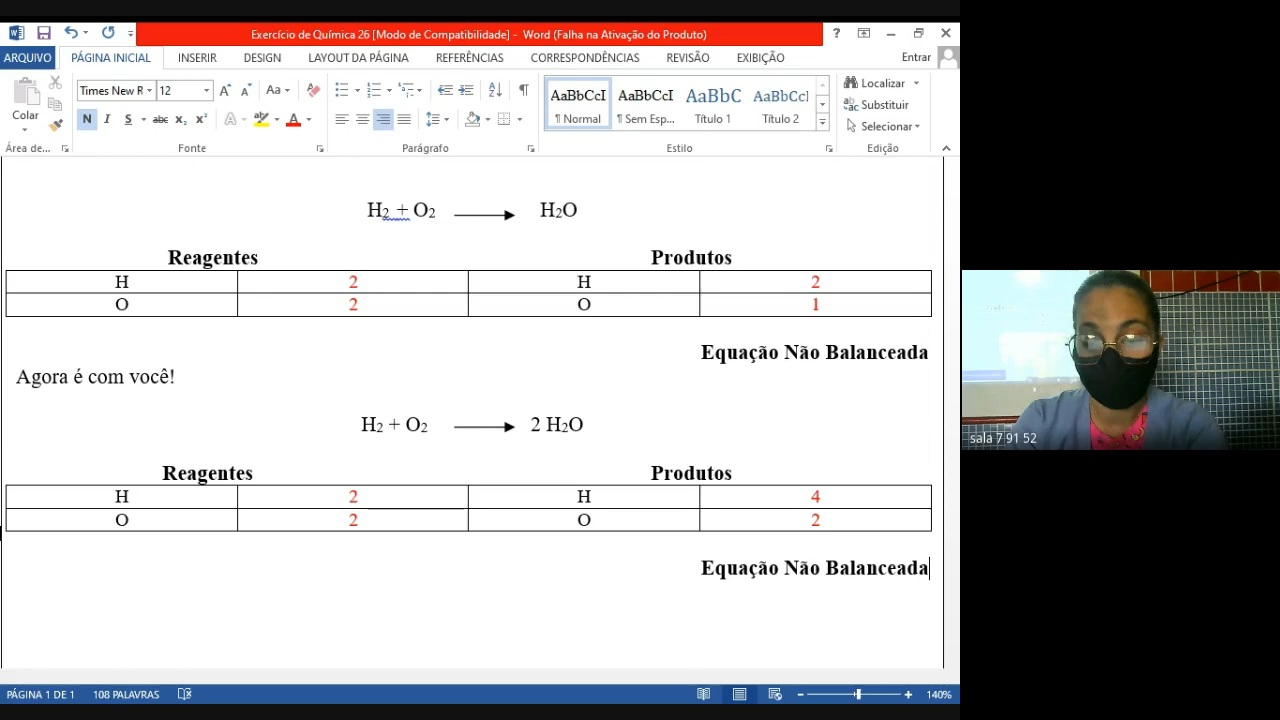 Exercício de Química 26 [Modo de Compatibilidade] - Word (Falha na Ativação do Produto)
ARQUIVO PÁGINA INICIAL INSERIR DESIGN LAYOUT DA PÁGINA REFERÊNCIAS CORRESPONDÊNCIAS REVISÃO EXIBIÇÃO Entrar
Colar
Times New R 12 Aa
N I S abc x₂ x² A A
AaBbCcI AaBbCcI AaBbC AaBbCcI
¶ Normal ¶ Sem Esp... Título 1 Título 2
Localizar
Substituir
Selecionar
Área de... Fonte Parágrafo Estilo Edição
H₂ + O₂ → H₂O
Reagentes Produtos
H 2 H 2
O 2 O 1
Equação Não Balanceada
Agora é com você!
H₂ + O₂ → 2 H₂O
Reagentes Produtos
H 2 H 4
O 2 O 2
Equação Não Balanceada
sala 7 91 52
PÁGINA 1 DE 1 108 PALAVRAS 140%